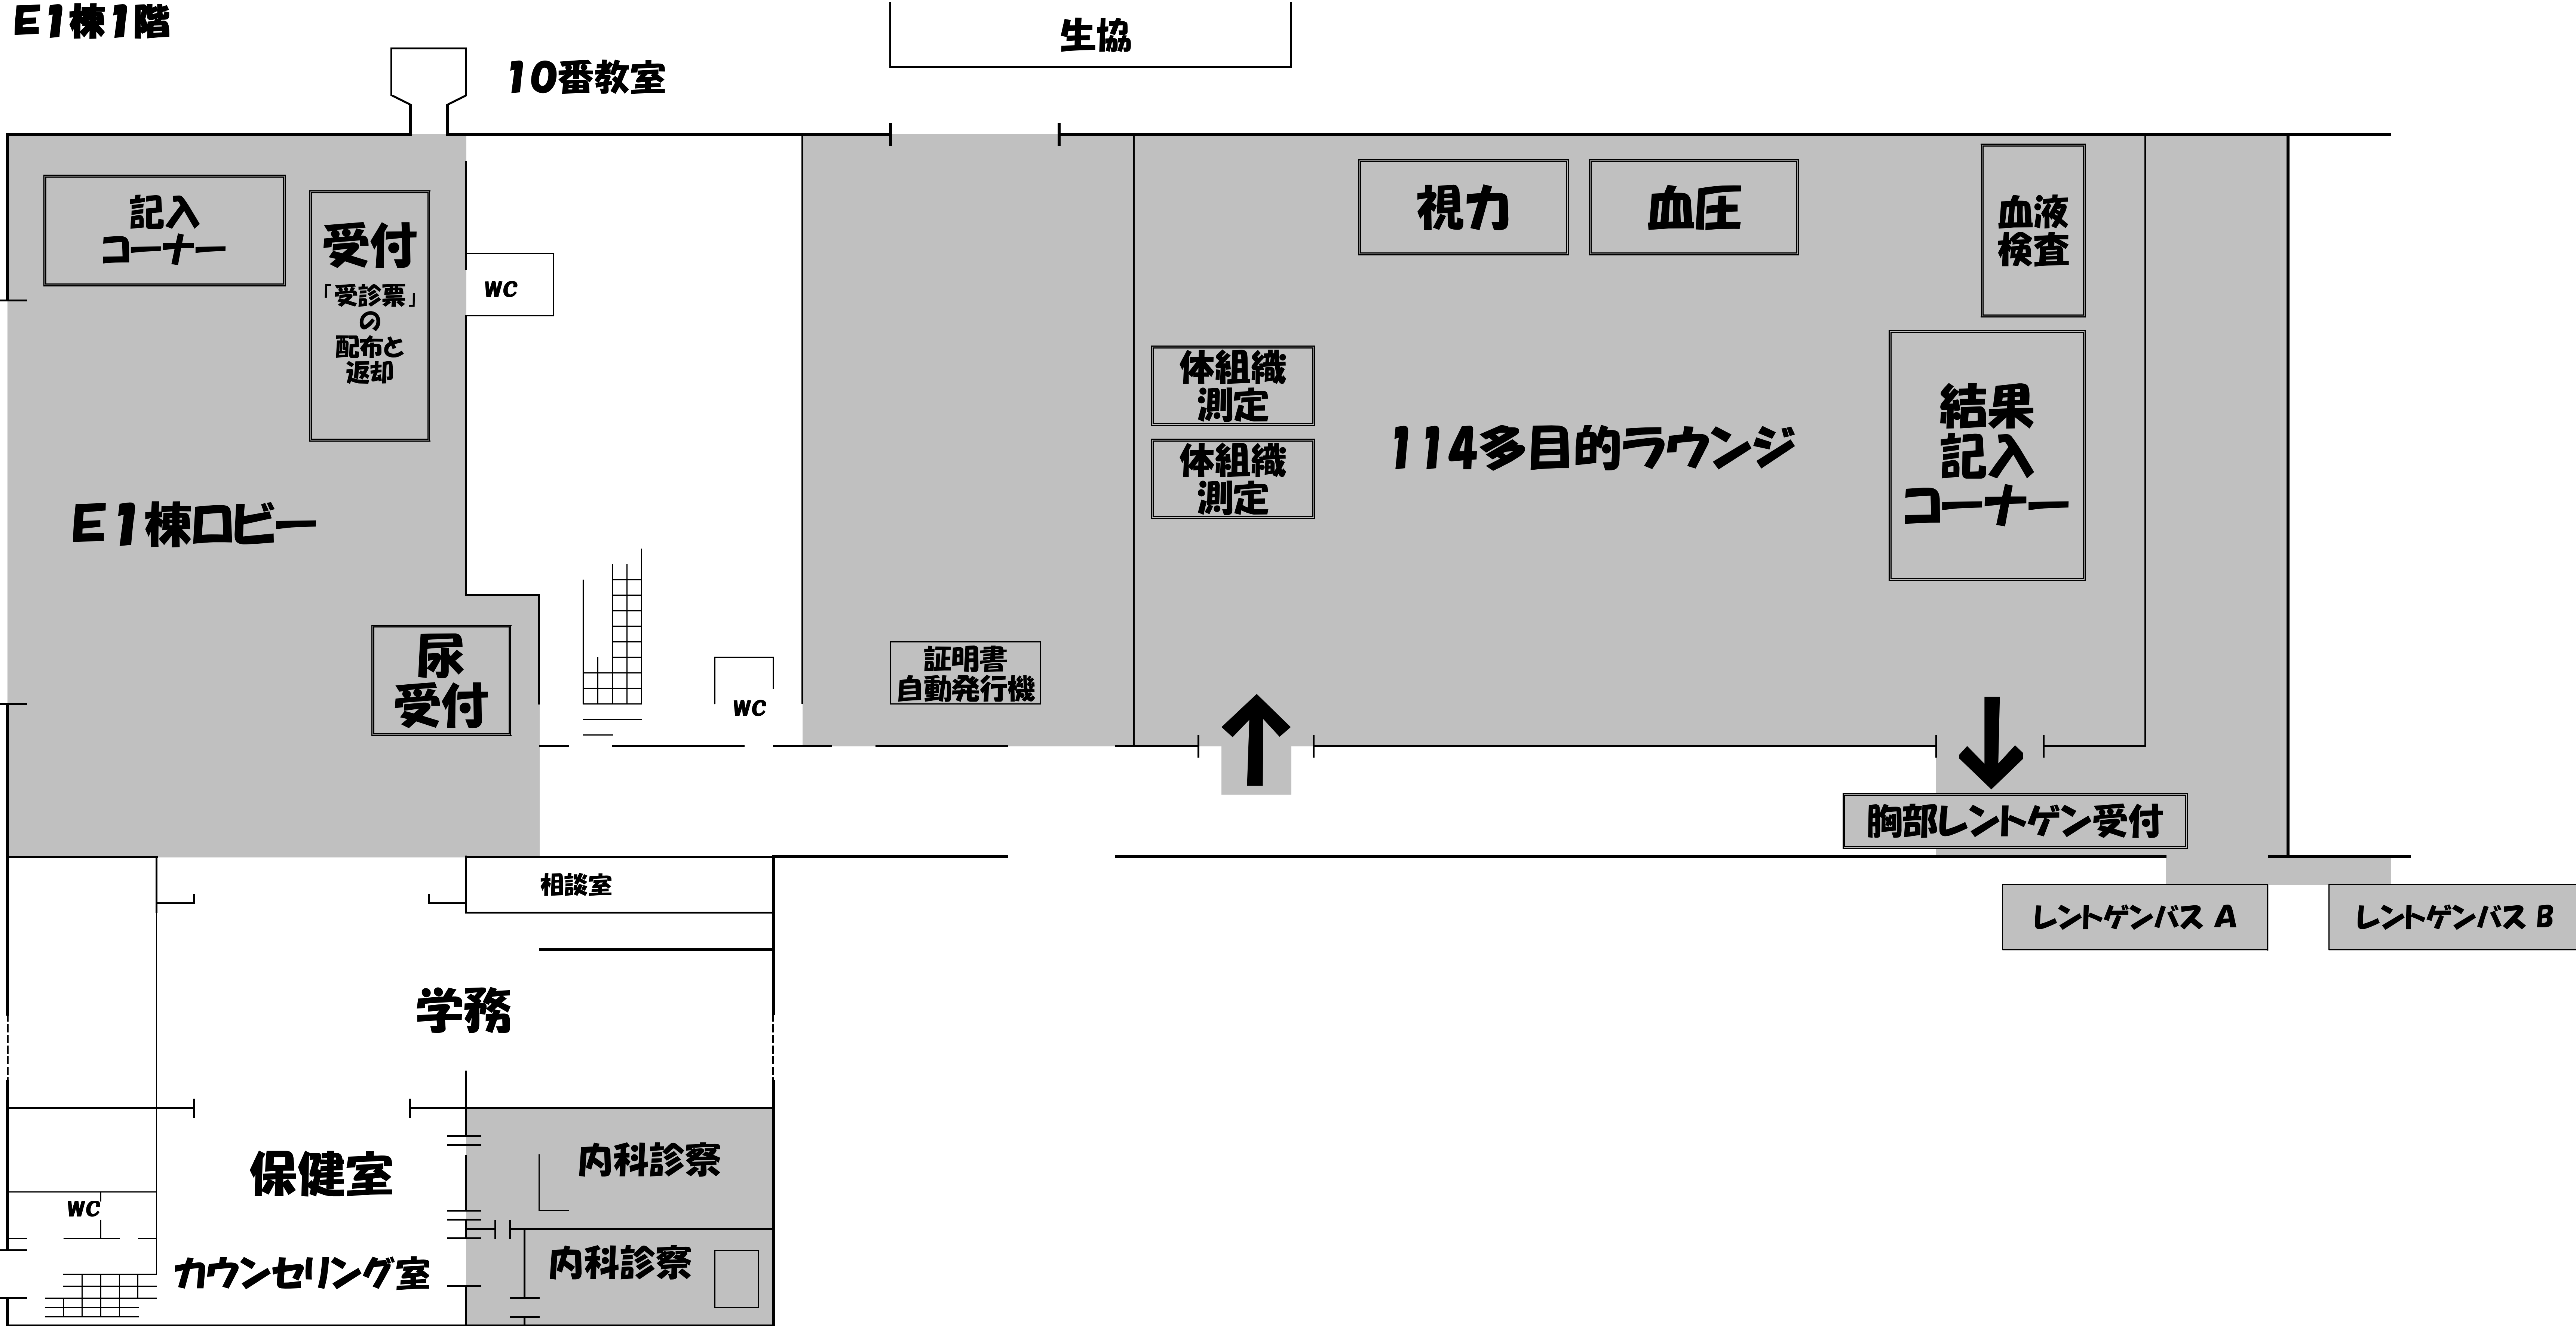 E1棟1階
生協
10番教室
記入
コーナー
受付
「受診票」
の
配布と
返却
WC
E1棟ロビー
尿
受付
WC
証明書
自動発行機
視力
血圧
血液
検査
体組織
測定
体組織
測定
114多目的ラウンジ
結果
記入
コーナー
↑
↓
胸部レントゲン受付
レントゲンバス A
レントゲンバス B
相談室
学務
保健室
WC
カウンセリング室
内科診察
内科診察